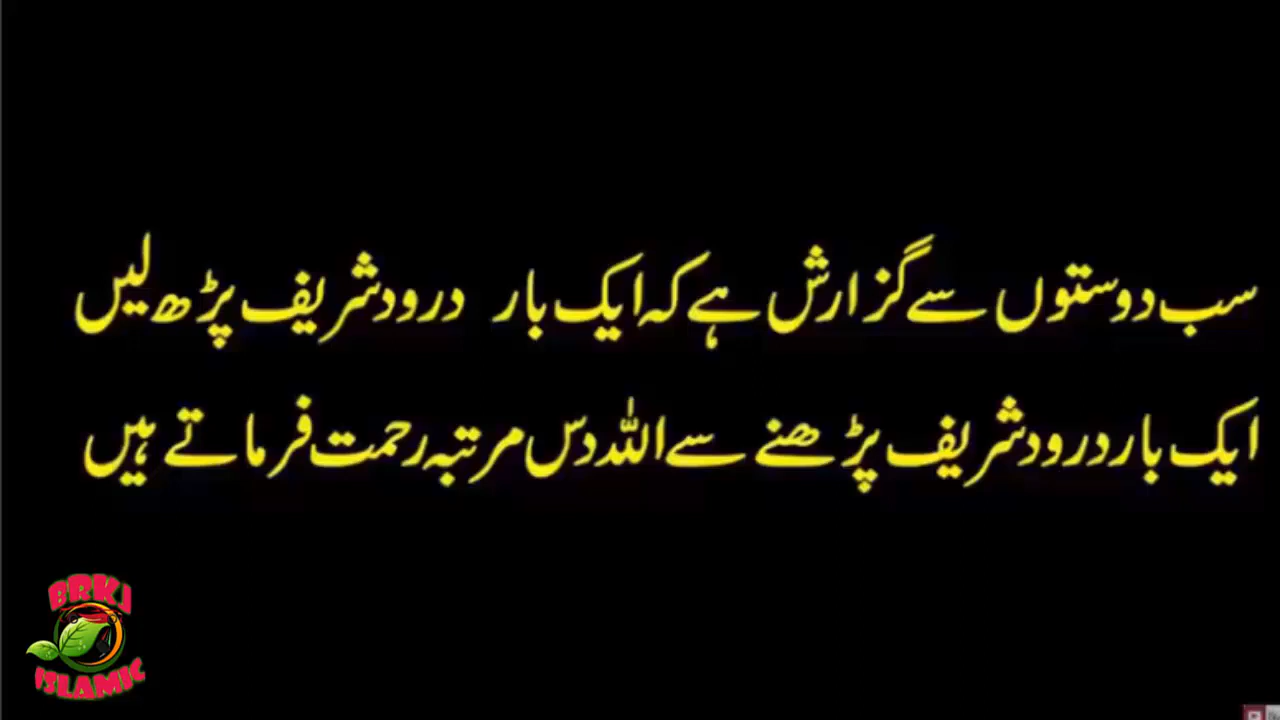 سب دوستوں سے گزارش ہے کہ ایک بار درود شریف پڑھ لیں
ایک بار درود شریف پڑھنے سے اللہ دس مرتبہ رحمت فرماتے ہیں
BRKJ
ISLAMIC